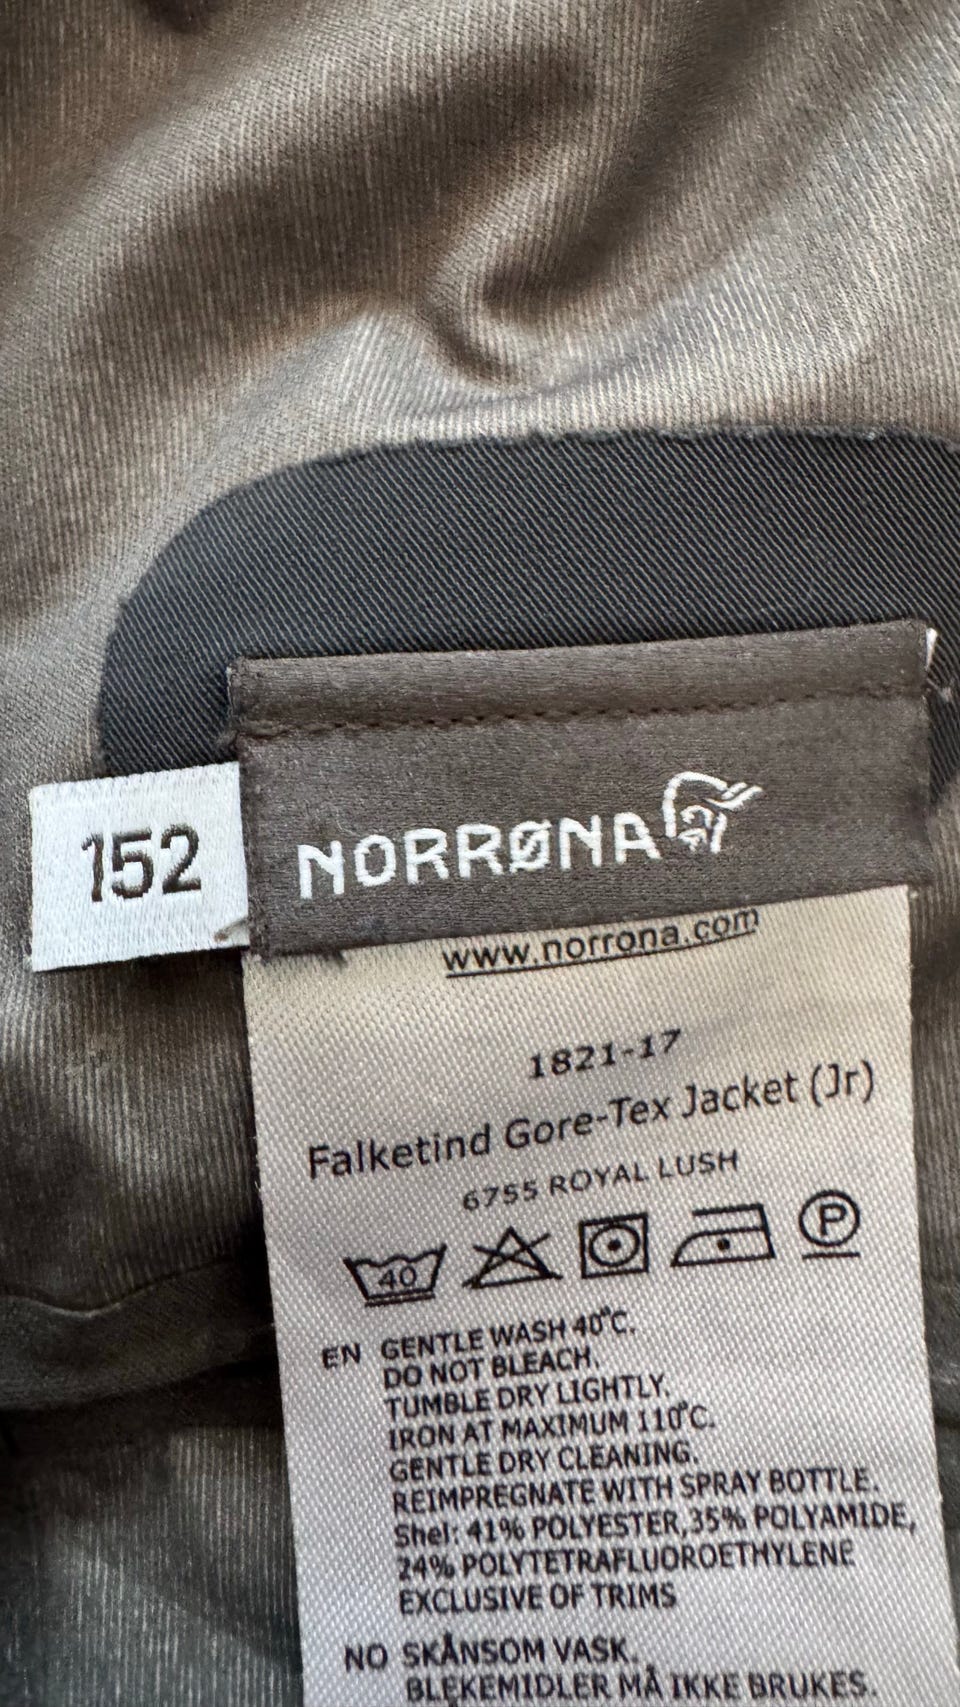 152
NORRØNA
www.norrona.com
1821-17
Falketind Gore-Tex Jacket (Jr)
6755 ROYAL LUSH
40 P
EN GENTLE WASH 40°C.
DO NOT BLEACH.
TUMBLE DRY LIGHTLY.
IRON AT MAXIMUM 110°C.
GENTLE DRY CLEANING.
REIMPREGNATE WITH SPRAY BOTTLE.
Shel: 41% POLYESTER,35% POLYAMIDE,
24% POLYTETRAFLUOROETHYLENE
EXCLUSIVE OF TRIMS
NO SKÅNSOM VASK.
BLEKEMIDLER MÅ IKKE BRUKES.